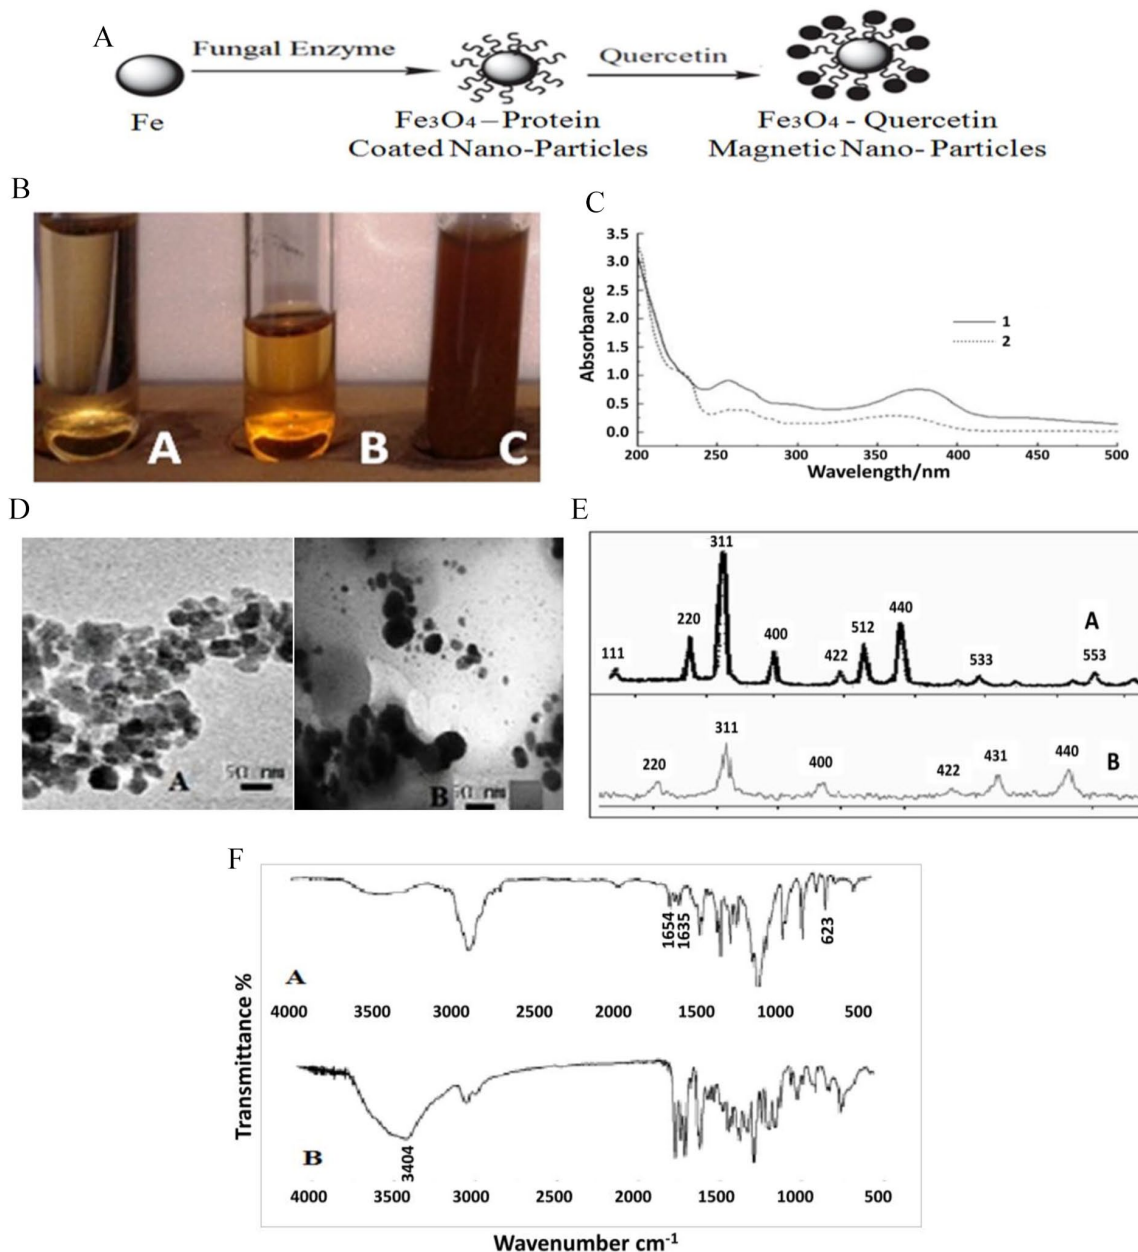 A
Fungal Enzyme
Quercetin
Fe
Fe3O4 – Protein
Coated Nano-Particles
Fe3O4 - Quercetin
Magnetic Nano- Particles
B
A
B
C
C
Absorbance
3.5
3.0
2.5
2.0
1.5
1.0
0.5
0.0
1
2
200 250 300 350 400 450 500
Wavelength/nm
D
A
50 nm
B
50 nm
E
111
220
311
400
422
512
440
533
553
A
220
311
400
422
431
440
B
F
Transmittance %
1654
1635
623
A
4000 3500 3000 2500 2000 1500 1000 500
3404
B
4000 3500 3000 2500 2000 1500 1000 500
Wavenumber cm-1